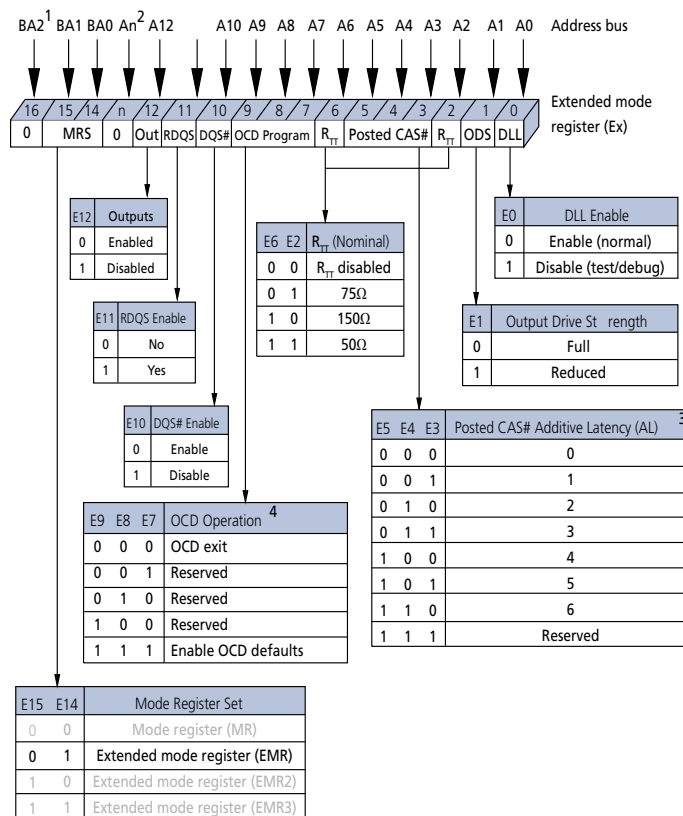 BA2¹ BA1 BA0 An² A12 A10 A9 A8 A7 A6 A5 A4 A3 A2 A1 A0 Address bus
16 15 14 n 12 11 10 9 8 7 6 5 4 3 2 1 0
Extended mode
register (Ex)
0 MRS 0 Out RDQS DQS# OCD Program RTT Posted CAS# RTT ODS DLL
E12 Outputs
0 Enabled
1 Disabled
E11 RDQS Enable
0 No
1 Yes
E10 DQS# Enable
0 Enable
1 Disable
E6 E2 RTT (Nominal)
0 0 RTT disabled
0 1 75Ω
1 0 150Ω
1 1 50Ω
E0 DLL Enable
0 Enable (normal)
1 Disable (test/debug)
E1 Output Drive St rength
0 Full
1 Reduced
E5 E4 E3 Posted CAS# Additive Latency (AL) 3
0 0 0 0
0 0 1 1
0 1 0 2
0 1 1 3
1 0 0 4
1 0 1 5
1 1 0 6
1 1 1 Reserved
E9 E8 E7 OCD Operation 4
0 0 0 OCD exit
0 0 1 Reserved
0 1 0 Reserved
1 0 0 Reserved
1 1 1 Enable OCD defaults
E15 E14 Mode Register Set
0 0 Mode register (MR)
0 1 Extended mode register (EMR)
1 0 Extended mode register (EMR2)
1 1 Extended mode register (EMR3)